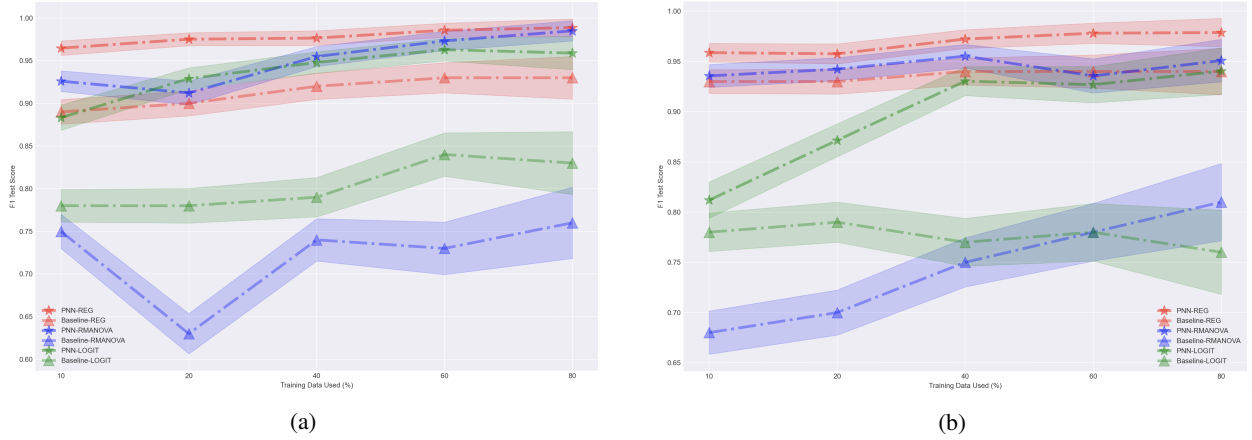 1.00
0.95
0.90
0.85
0.80
0.75
0.70
0.65
0.60
F1 Test Score
PNN-REG
Baseline-REG
PNN-RMANOVA
Baseline-RMANOVA
PNN-LOGIT
Baseline-LOGIT
10
20
40
60
80
Training Data Used (%)
(a)
1.00
0.95
0.90
0.85
0.80
0.75
0.70
0.65
F1 Test Score
PNN-REG
Baseline-REG
PNN-RMANOVA
Baseline-RMANOVA
PNN-LOGIT
Baseline-LOGIT
10
20
40
60
80
Training Data Used (%)
(b)